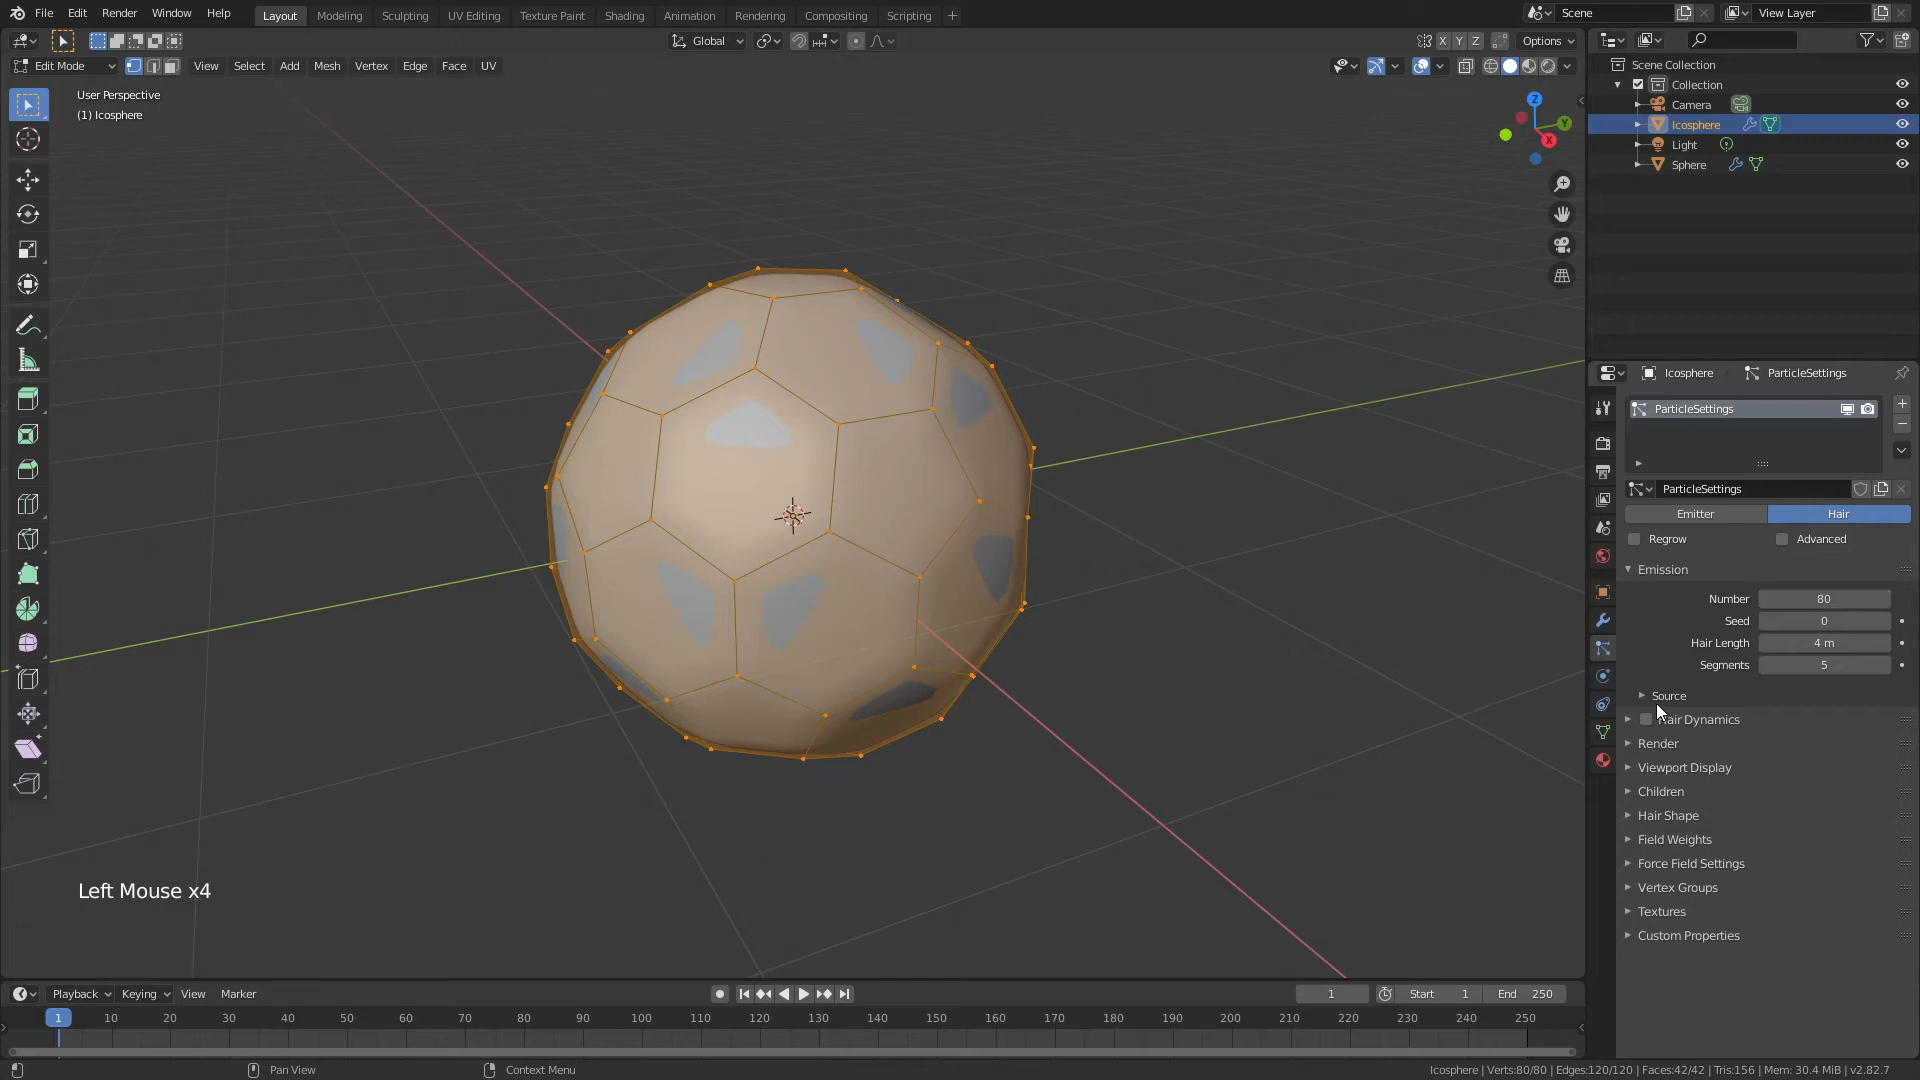 File Edit Render Window Help Layout Modeling Sculpting UV Editing Texture Paint Shading Animation Rendering Compositing Scripting + Scene View Layer
Global X Y Z Options
Edit Mode View Select Add Mesh Vertex Edge Face UV
User Perspective
(1) Icosphere
Z
Y
X
Left Mouse x4
Scene Collection
Collection
Camera
Icosphere
Light
Sphere
Icosphere ParticleSettings
ParticleSettings
ParticleSettings
Emitter Hair
Regrow Advanced
Emission
Number 80
Seed 0
Hair Length 4 m
Segments 5
Source
Hair Dynamics
Render
Viewport Display
Children
Hair Shape
Field Weights
Force Field Settings
Vertex Groups
Textures
Custom Properties
Playback Keying View Marker 1 Start 1 End 250
1 10 20 30 40 50 60 70 80 90 100 110 120 130 140 150 160 170 180 190 200 210 220 230 240 250
Pan View Context Menu Icosphere | Verts:80/80 | Edges:120/120 | Faces:42/42 | Tris:156 | Mem: 30.4 MiB | v2.82.7